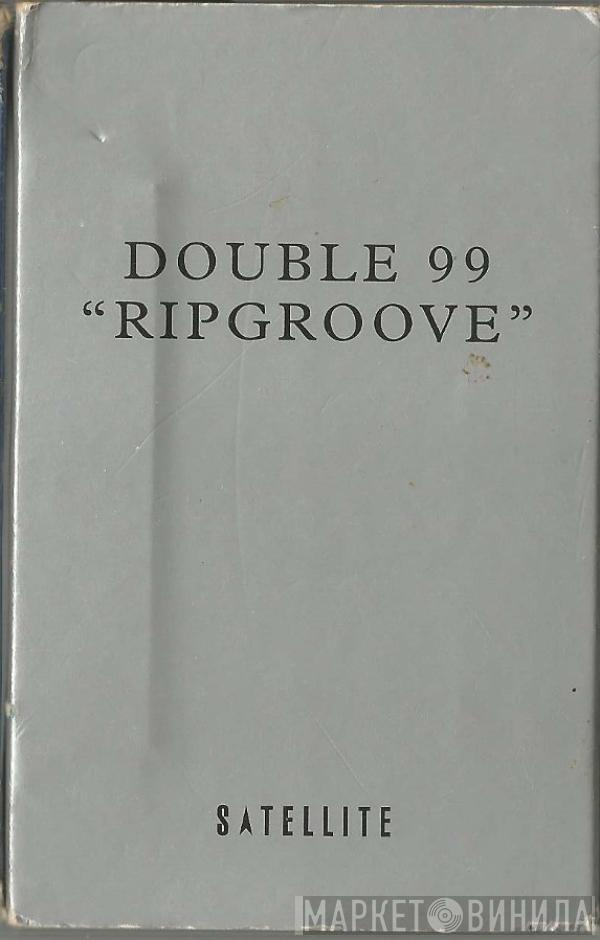 DOUBLE 99
“RIPGROOVE”
SATELLITE
МАРКЕТ ВИНИЛА